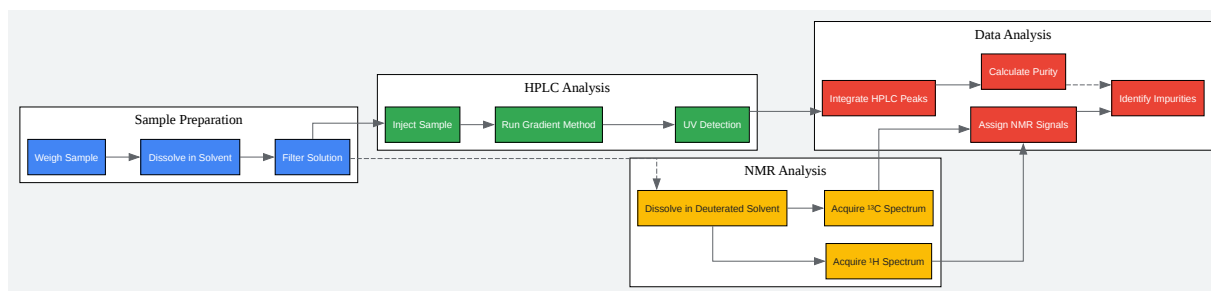 Sample Preparation
Weigh Sample
Dissolve in Solvent
Filter Solution
HPLC Analysis
Inject Sample
Run Gradient Method
UV Detection
NMR Analysis
Dissolve in Deuterated Solvent
Acquire ¹³C Spectrum
Acquire ¹H Spectrum
Data Analysis
Integrate HPLC Peaks
Calculate Purity
Assign NMR Signals
Identify Impurities